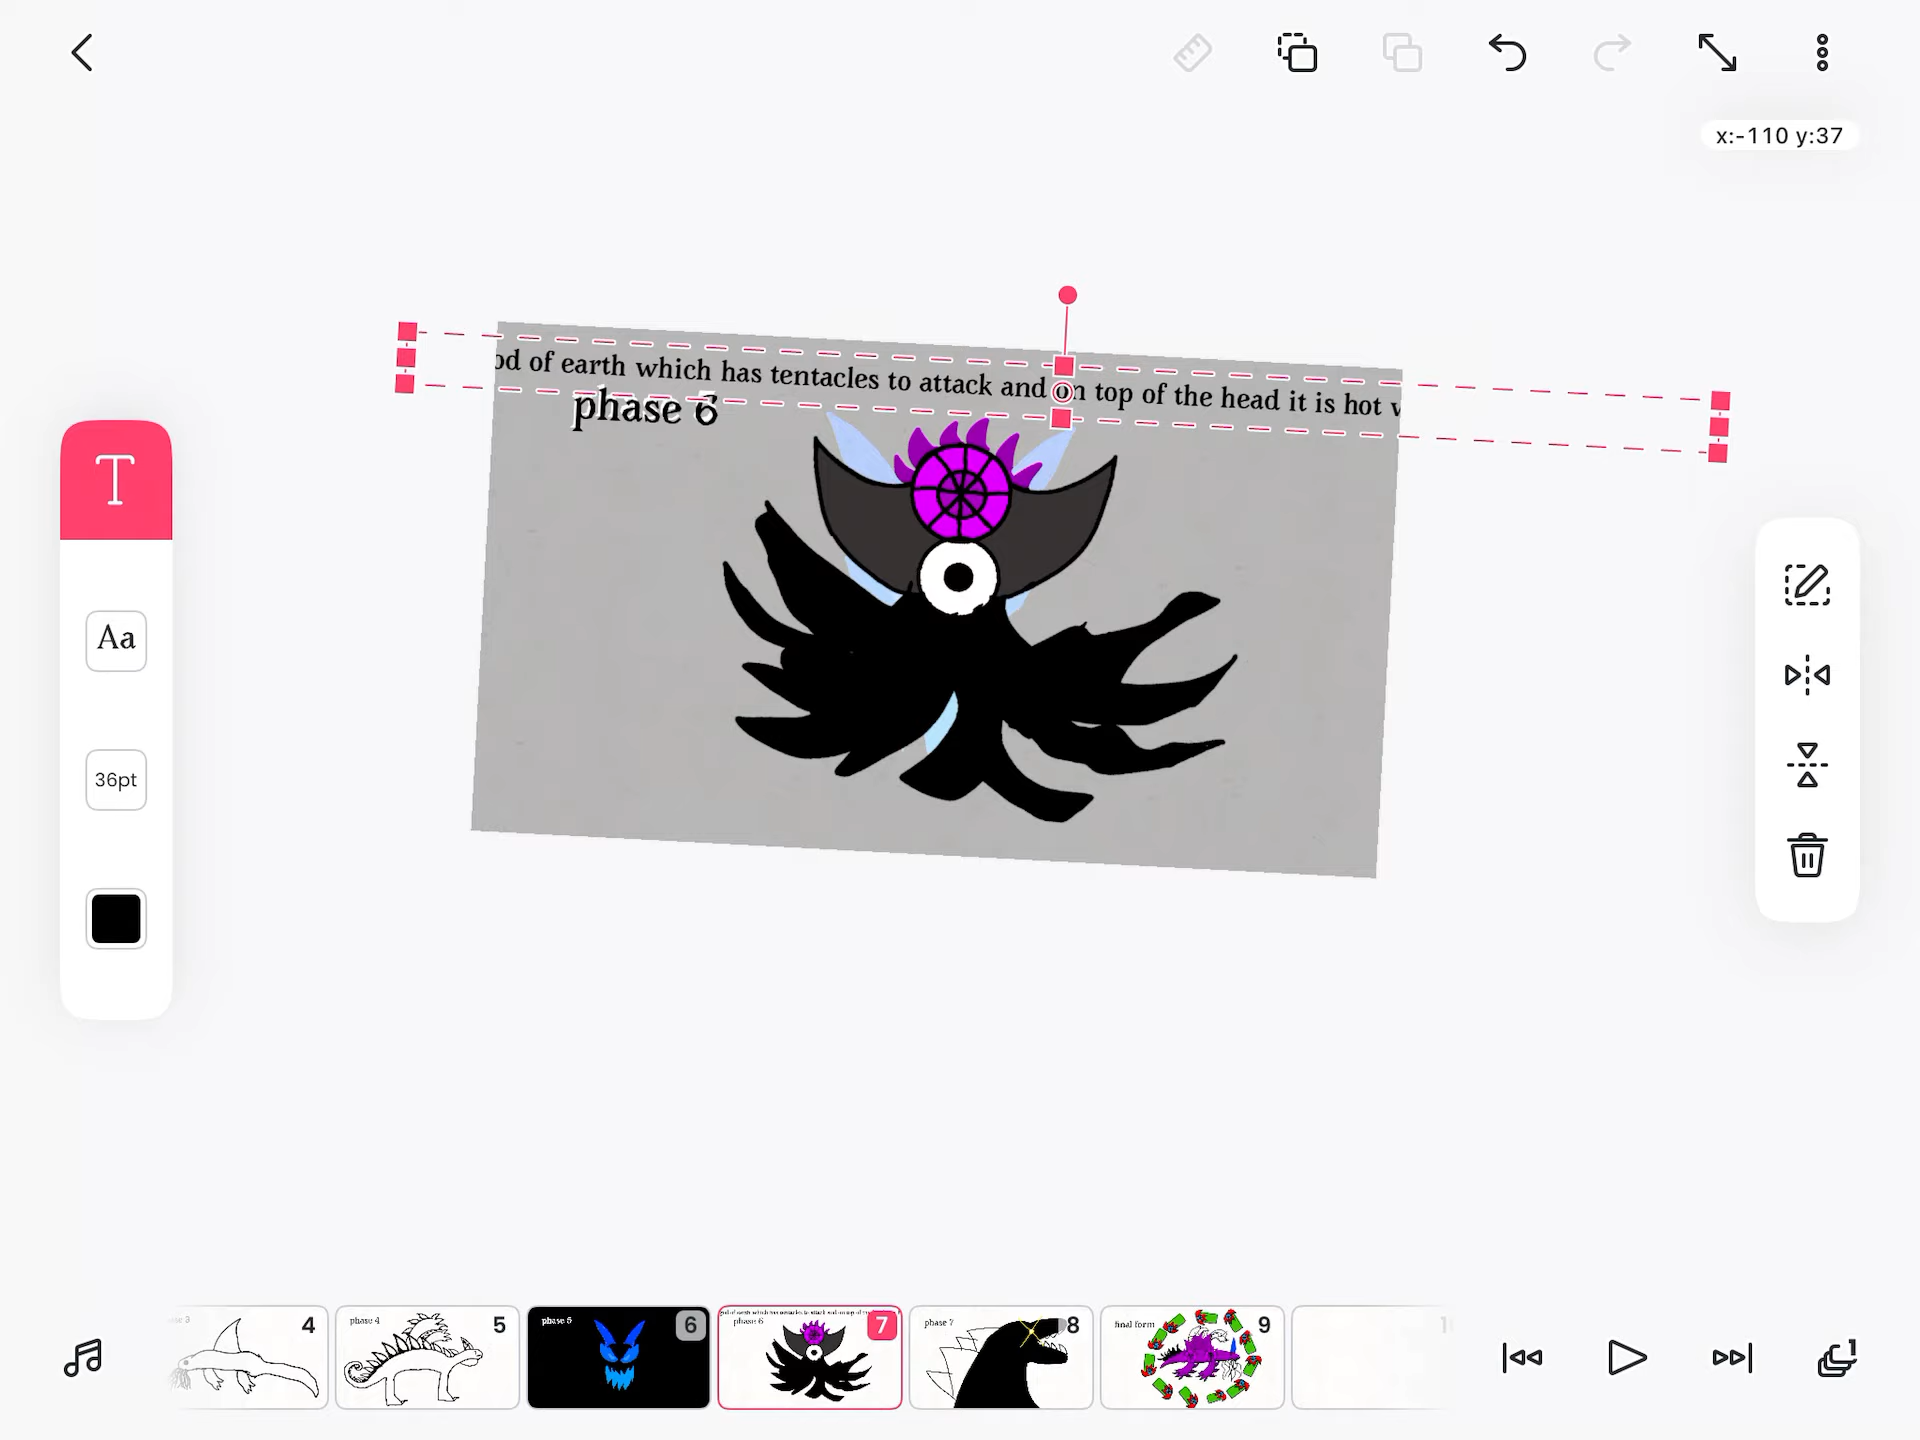 x:-110 y:37
od of earth which has tentacles to attack and on top of the head it is hot
phase 6
T
Aa
36pt
4
phase 4
5
phase 5
6
phase 6
7
phase 7
8
final form
9